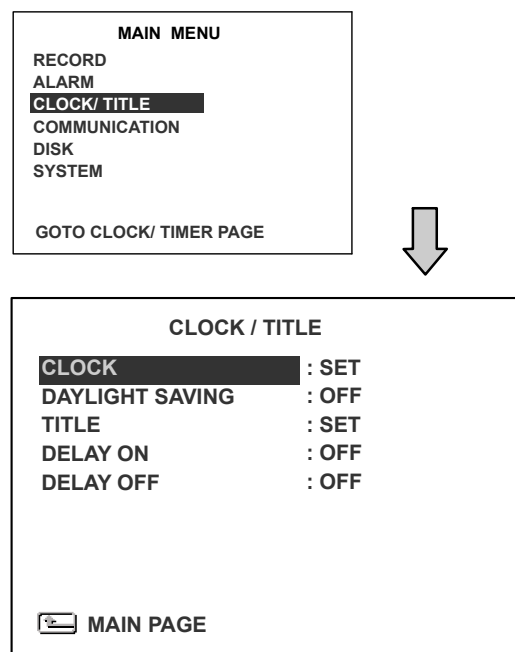 MAIN MENU
RECORD
ALARM
CLOCK/ TITLE
COMMUNICATION
DISK
SYSTEM
GOTO CLOCK/ TIMER PAGE
CLOCK / TITLE
CLOCK : SET
DAYLIGHT SAVING : OFF
TITLE : SET
DELAY ON : OFF
DELAY OFF : OFF
MAIN PAGE